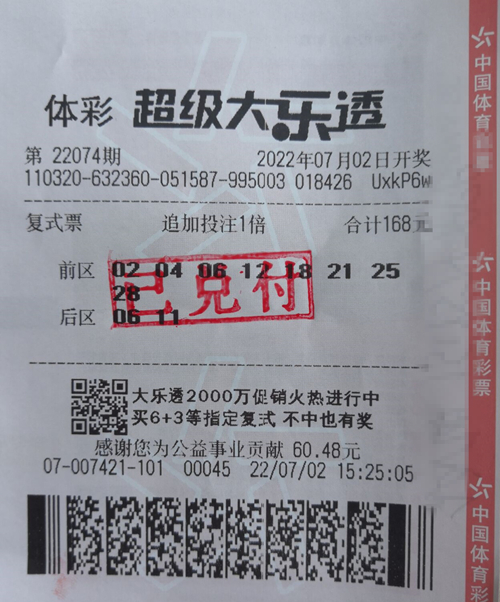 体彩 超级大乐透
第 22074期 2022年07月02日开奖
110320-632360-051587-995003 018426 UxkP6w
复式票 追加投注1倍 合计168元
前区 02 04 06 12 18 21 25
28
后区 06 11
已兑付
大乐透2000万促销火热进行中
买6+3等指定复式 不中也有奖
感谢您为公益事业贡献 60.48元
07-007421-101 00045 22/07/02 15:25:05
中国体育
中国体育彩票
中国体育彩票